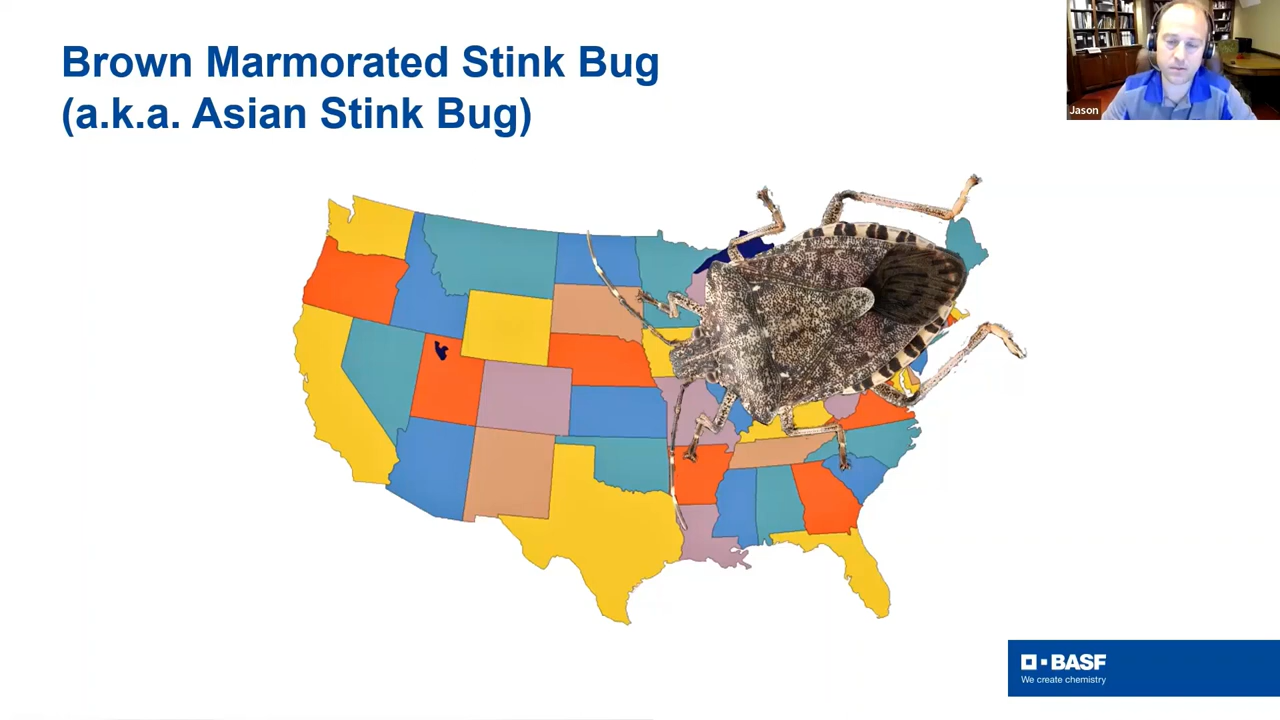 Brown Marmorated Stink Bug
(a.k.a. Asian Stink Bug)
Jason
BASF
We create chemistry